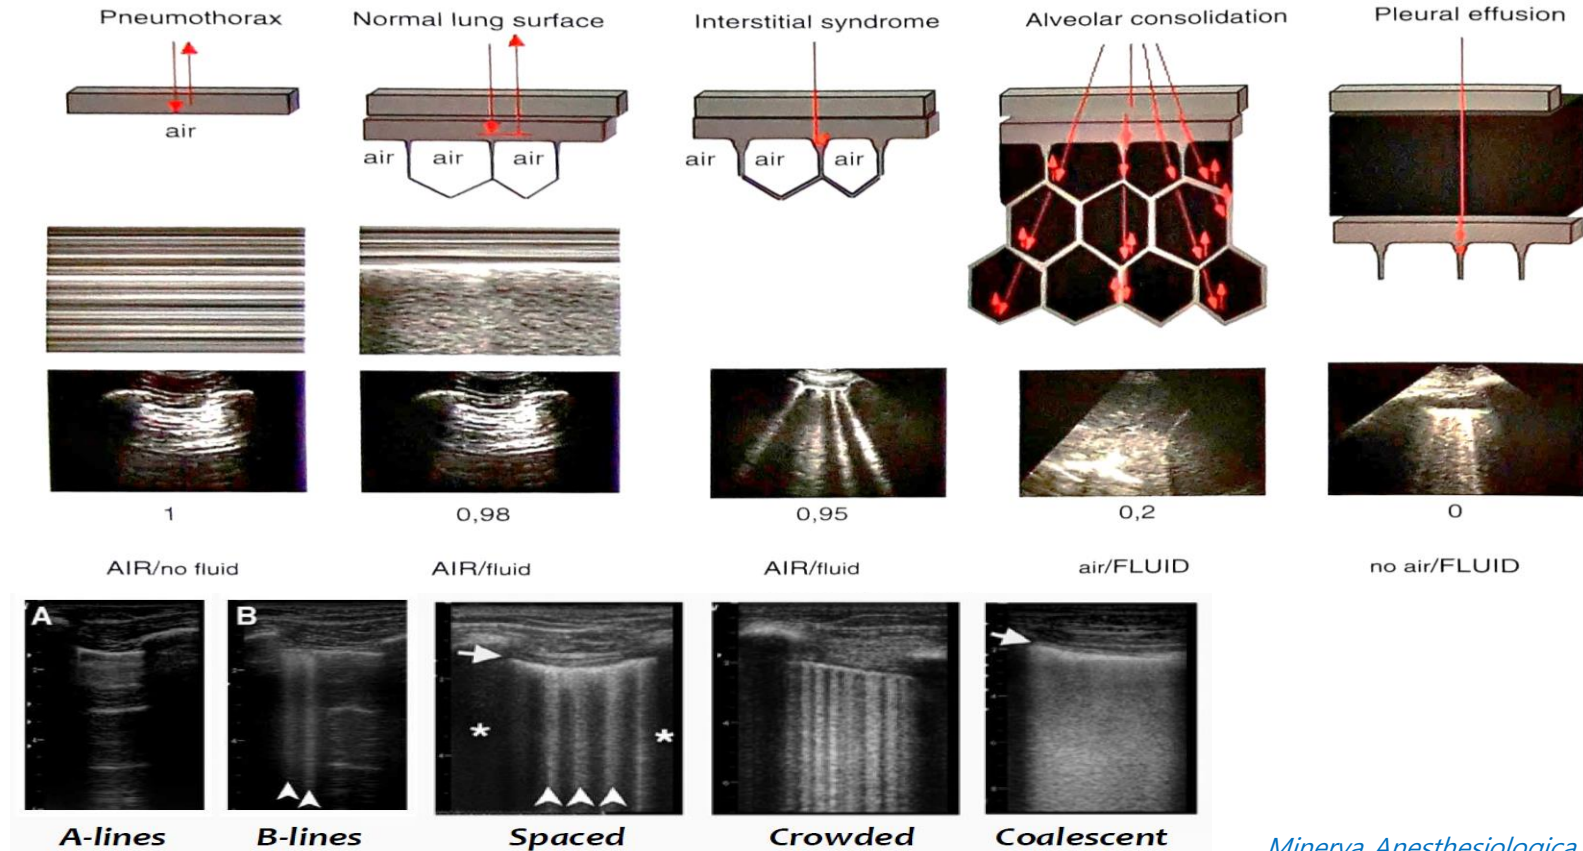 Pneumothorax
Normal lung surface
Interstitial syndrome
Alveolar consolidation
Pleural effusion
air
air air air
air air air
1
0,98
0,95
0,2
0
AIR/no fluid
AIR/fluid
AIR/fluid
air/FLUID
no air/FLUID
A
B
*
*
A-lines
B-lines
Spaced
Crowded
Coalescent
Minerva Anesthesiologica